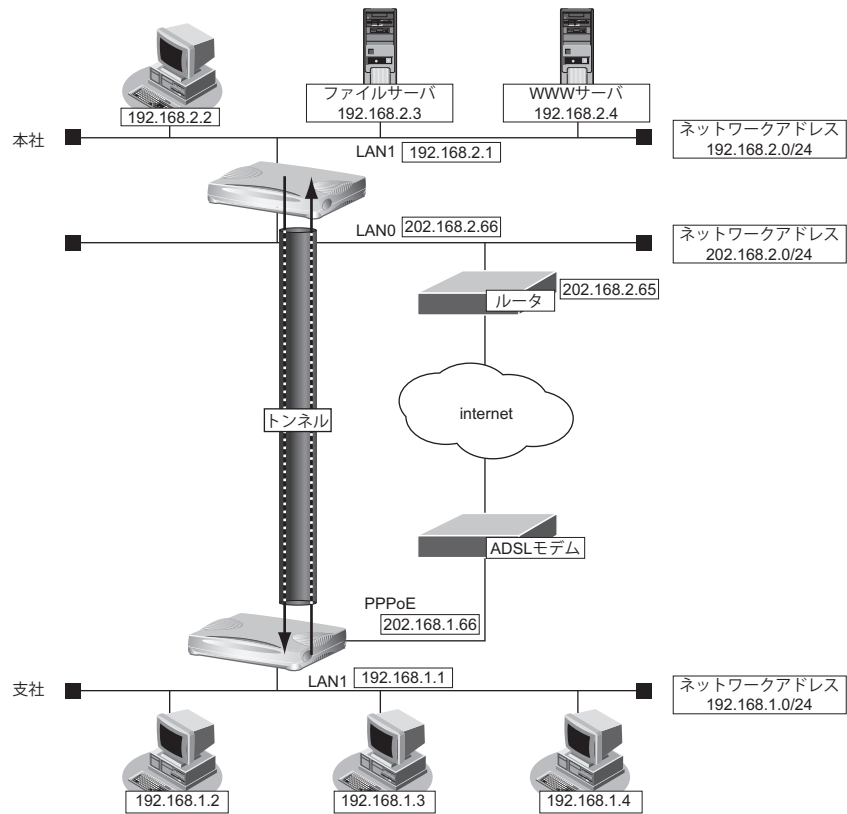 ファイルサーバ
192.168.2.3
WWWサーバ
192.168.2.4
192.168.2.2
ネットワークアドレス
192.168.2.0/24
本社
LAN1
192.168.2.1
LAN0
202.168.2.66
ネットワークアドレス
202.168.2.0/24
ルータ
202.168.2.65
internet
トンネル
ADSLモデム
PPPoE
202.168.1.66
支社
LAN1
192.168.1.1
ネットワークアドレス
192.168.1.0/24
192.168.1.2
192.168.1.3
192.168.1.4